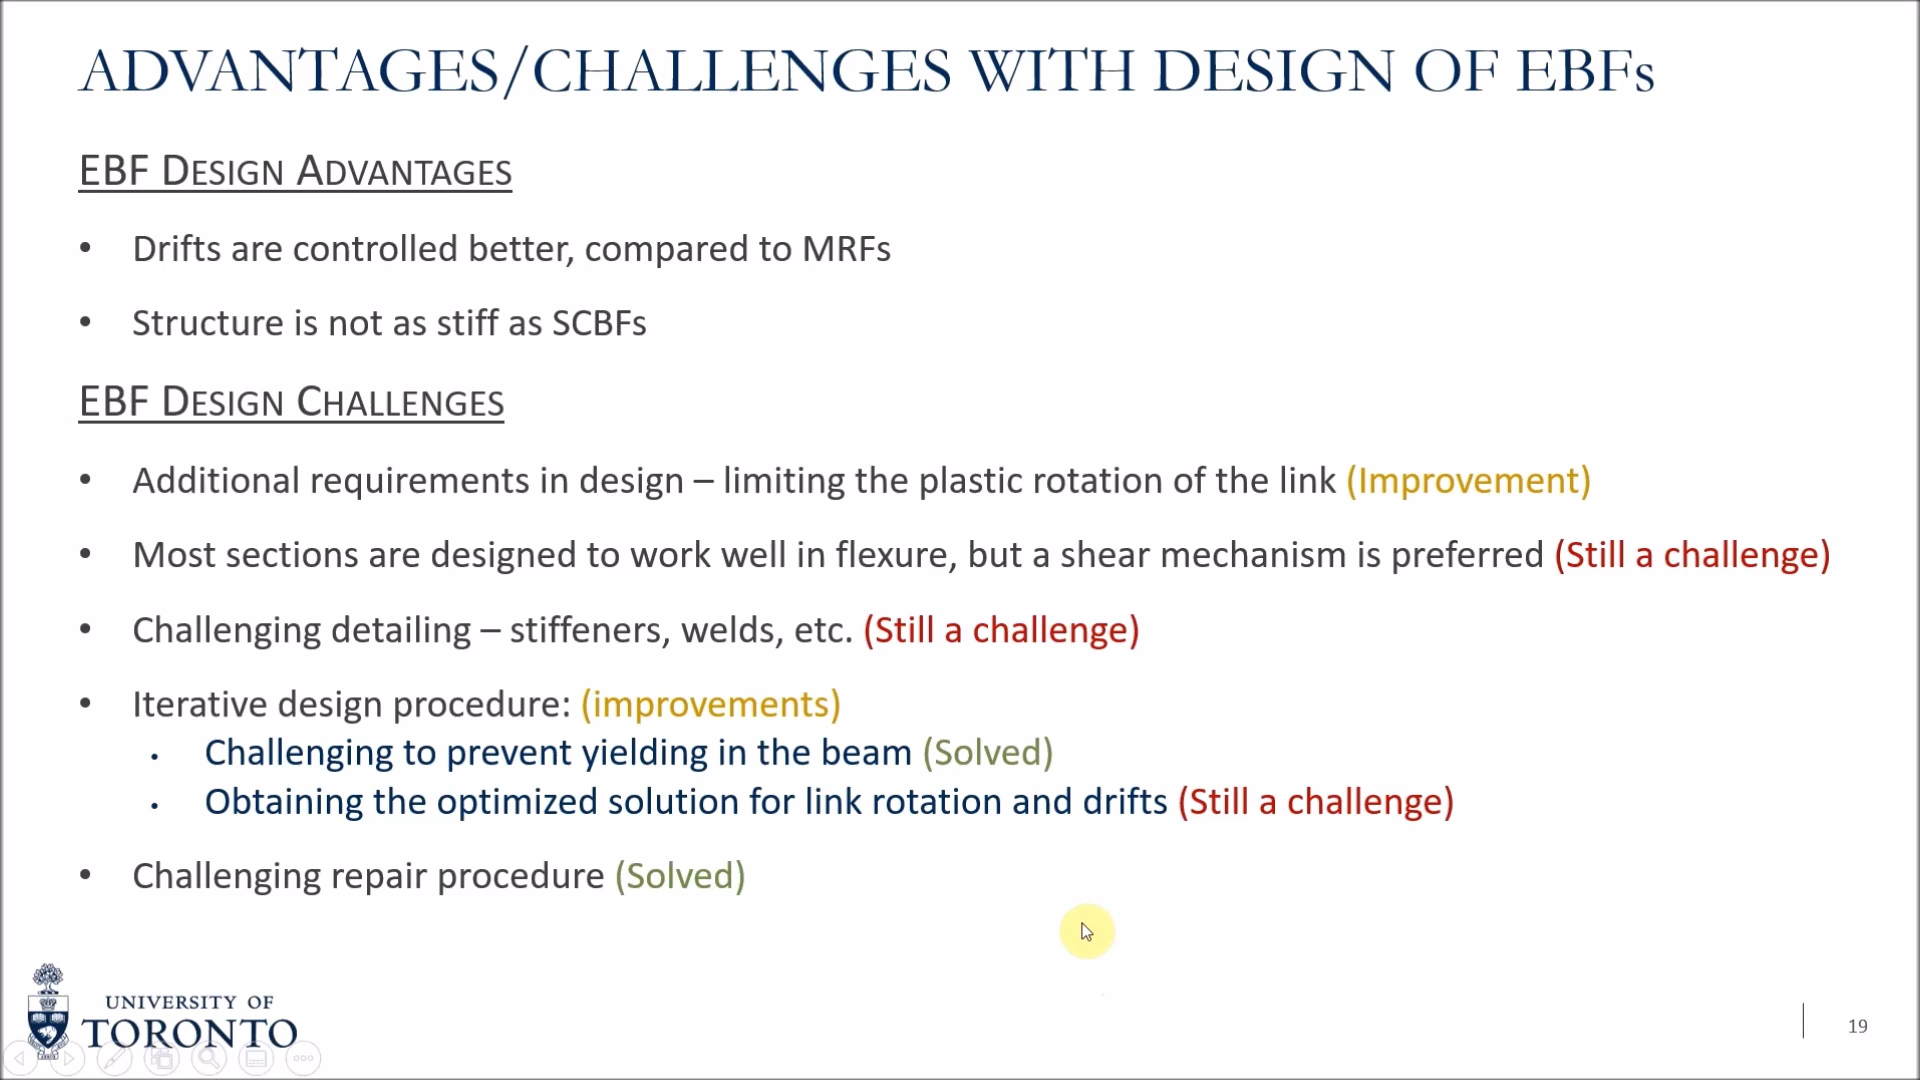 ADVANTAGES/CHALLENGES WITH DESIGN OF EBFs
EBF DESIGN ADVANTAGES
• Drifts are controlled better, compared to MRFs
• Structure is not as stiff as SCBFs
EBF DESIGN CHALLENGES
• Additional requirements in design – limiting the plastic rotation of the link (Improvement)
• Most sections are designed to work well in flexure, but a shear mechanism is preferred (Still a challenge)
• Challenging detailing – stiffeners, welds, etc. (Still a challenge)
• Iterative design procedure: (improvements)
• Challenging to prevent yielding in the beam (Solved)
• Obtaining the optimized solution for link rotation and drifts (Still a challenge)
• Challenging repair procedure (Solved)
UNIVERSITY OF
TORONTO
19